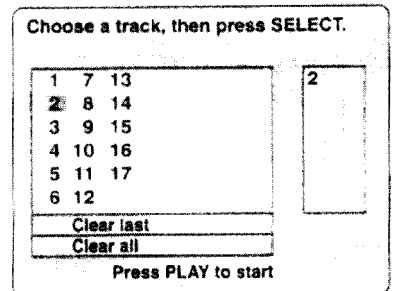 Choose a track, then press SELECT.
1 7 13 2
2 8 14
3 9 15
4 10 16
5 11 17
6 12
Clear last
Clear all
Press PLAY to start